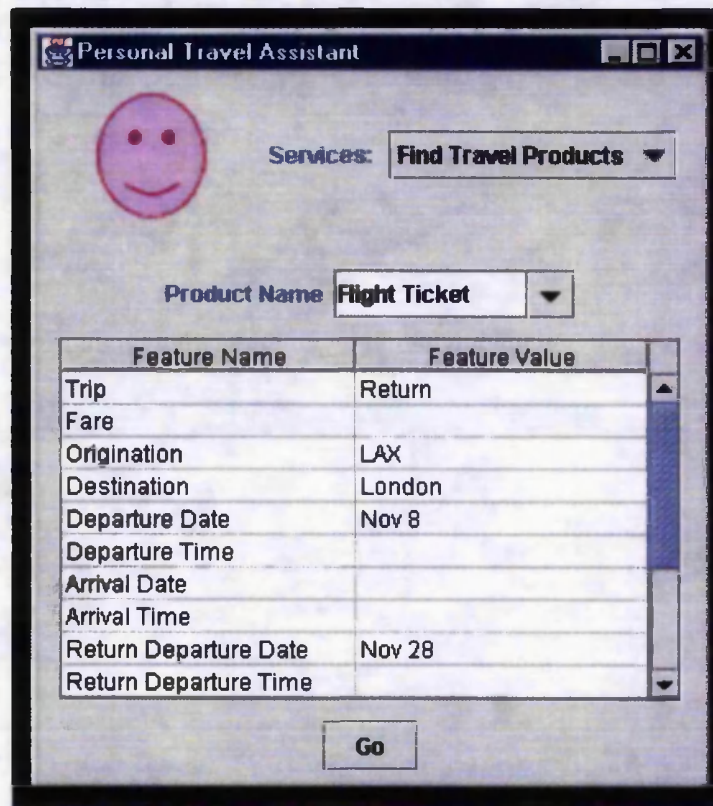 Personal Travel Assistant
Services: Find Travel Products
Product Name Flight Ticket
Feature Name Feature Value
Trip Return
Fare
Origination LAX
Destination London
Departure Date Nov 8
Departure Time
Arrival Date
Arrival Time
Return Departure Date Nov 28
Return Departure Time
Go